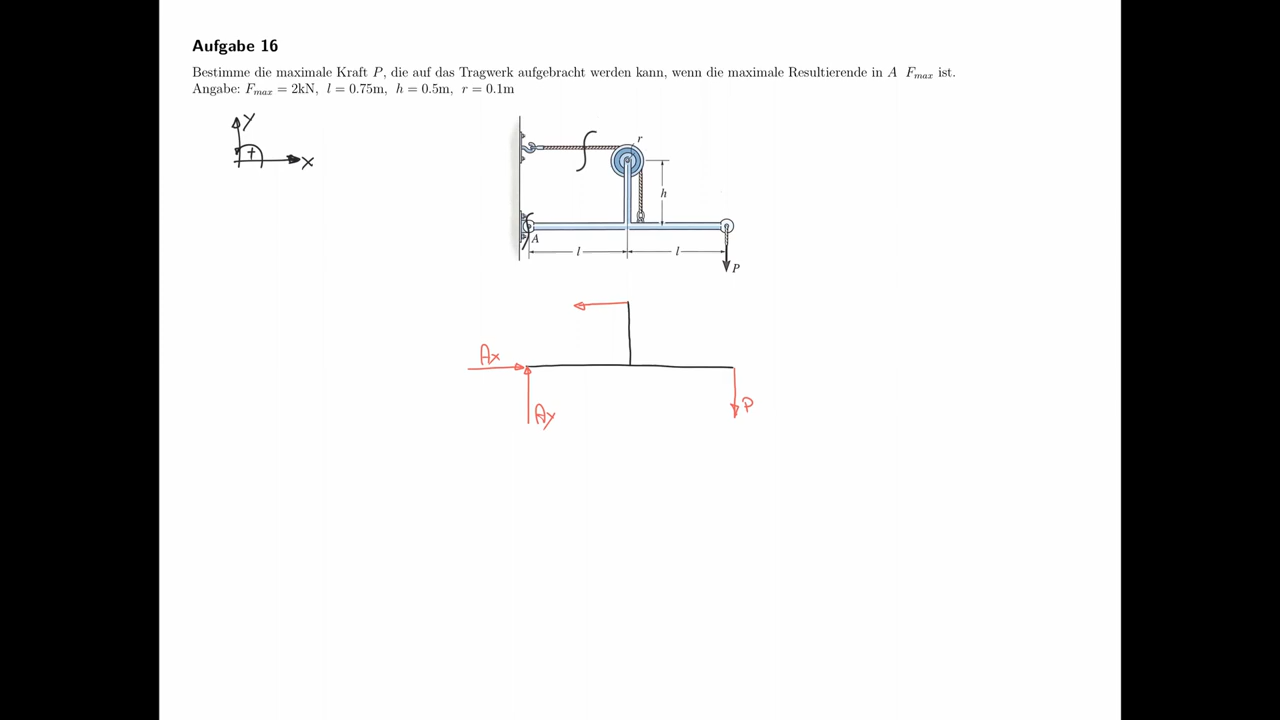 Aufgabe 16
Bestimme die maximale Kraft P, die auf das Tragwerk aufgebracht werden kann, wenn die maximale Resultierende in A F_max ist.
Angabe: F_max = 2kN, l = 0.75m, h = 0.5m, r = 0.1m
y
+
x
r
h
A
l
l
P
Ax
Ay
P